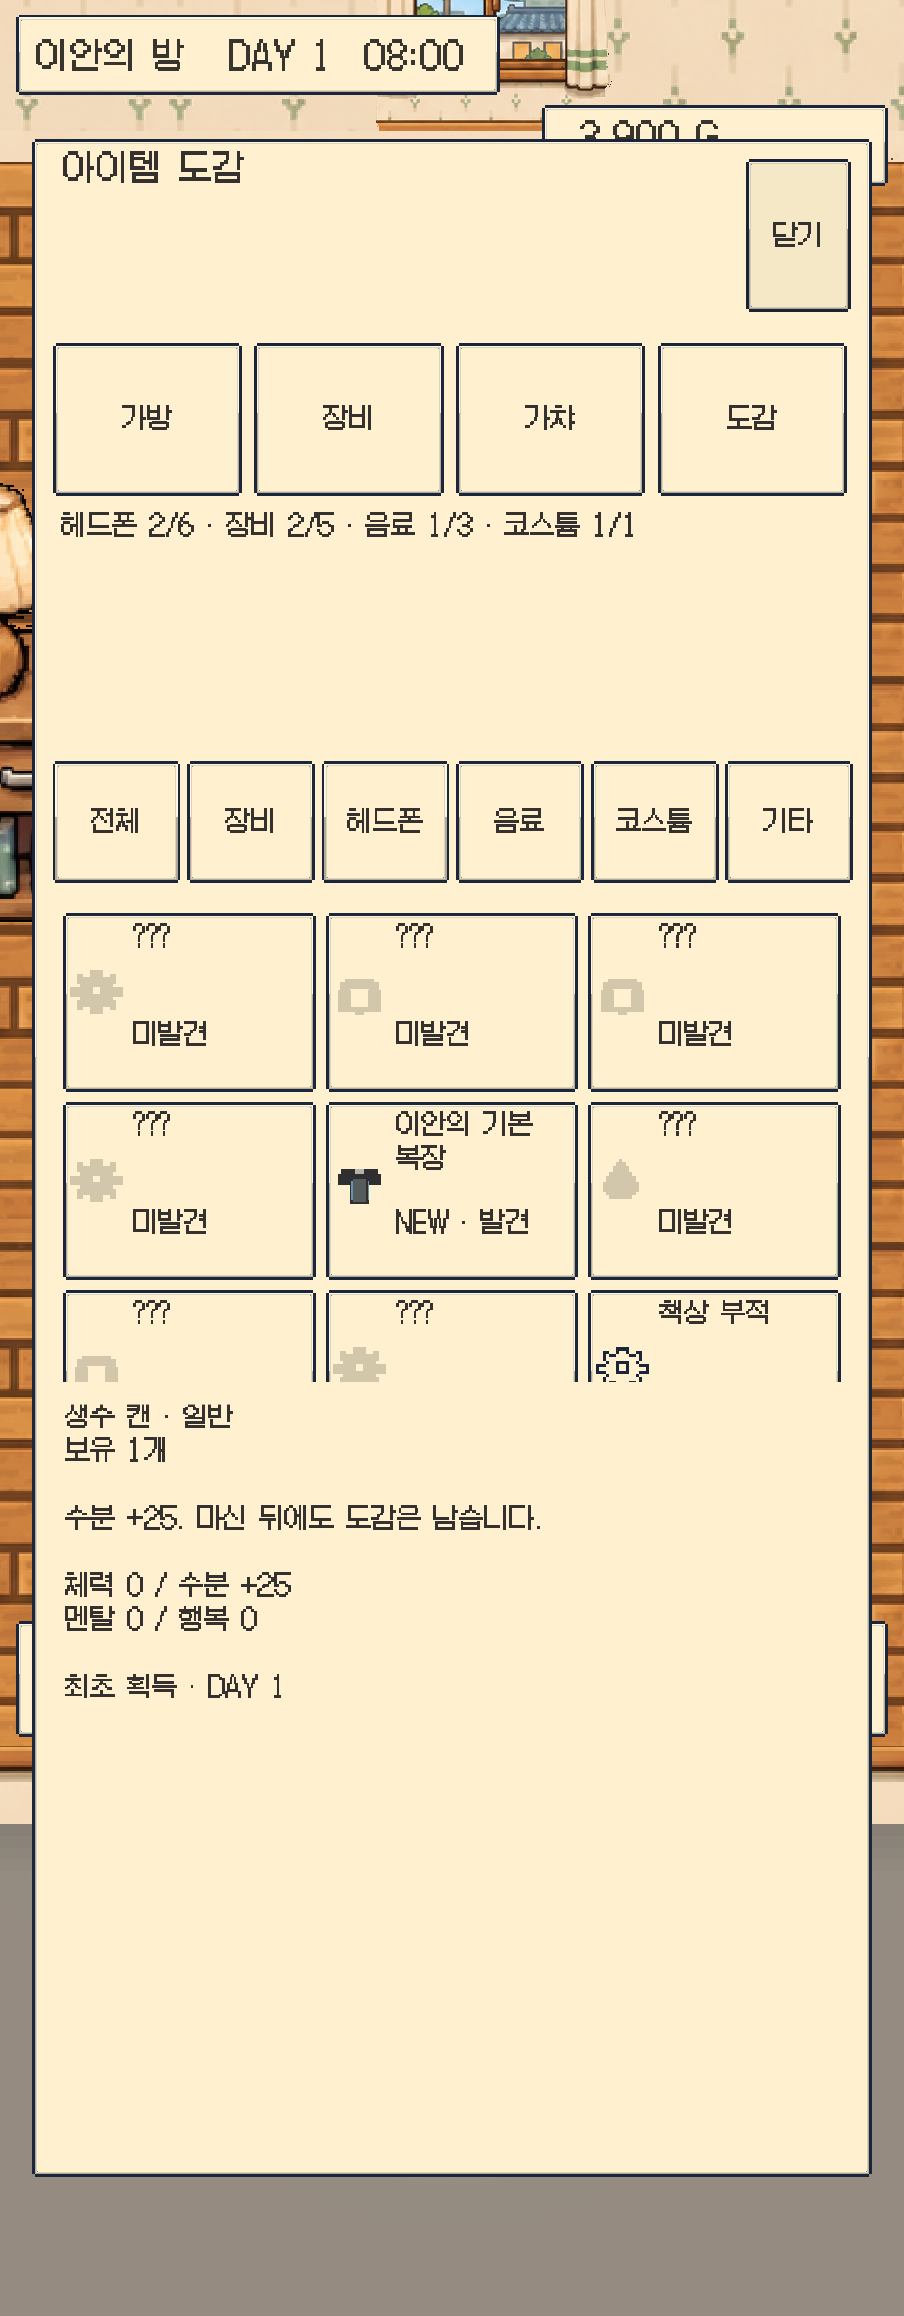 이안의 방 DAY 1 08:00
3,900 G
아이템 도감
닫기
가방 장비 가챠 도감
헤드폰 2/6 · 장비 2/5 · 음료 1/3 · 코스튬 1/1
전체 장비 헤드폰 음료 코스튬 기타
??? ??? ???
미발견 미발견 미발견
??? 이안의 기본 ???
복장
미발견 NEW · 발견 미발견
??? ??? 책상 부적
생수 캔 · 일반
보유 1개
수분 +25. 마신 뒤에도 도감은 남습니다.
체력 0 / 수분 +25
멘탈 0 / 행복 0
최초 획득 · DAY 1